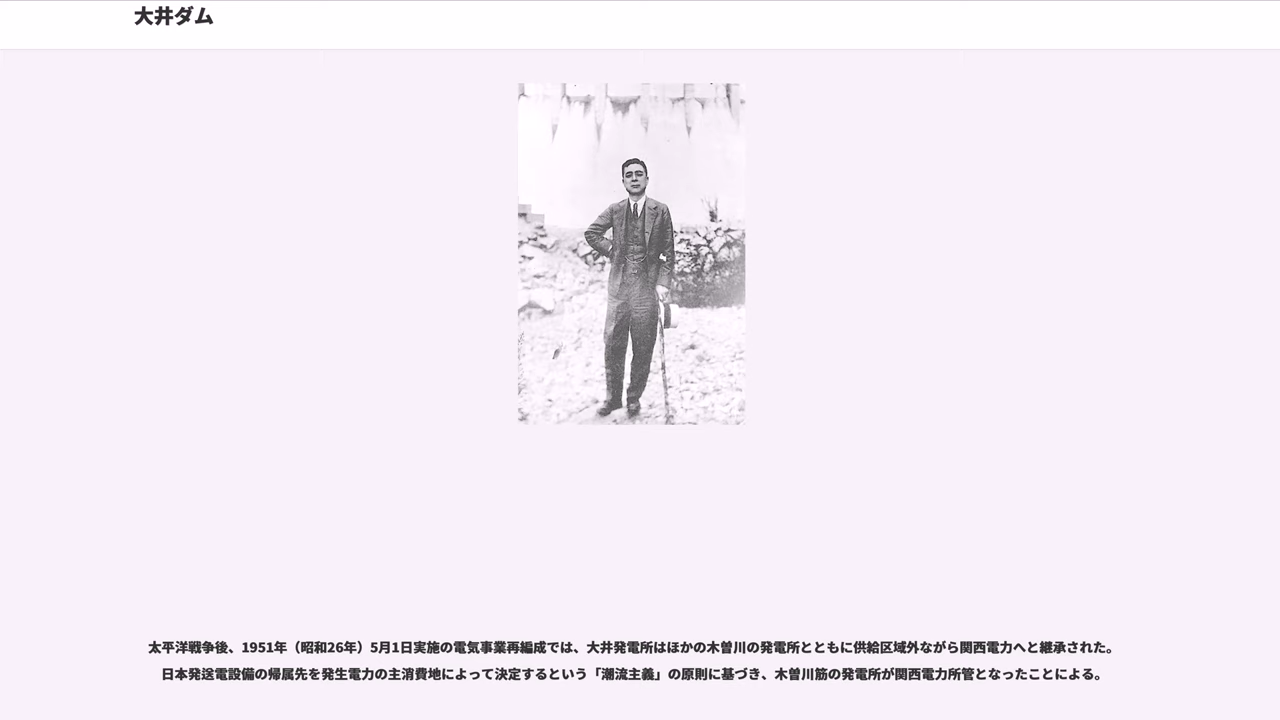 大井ダム
太平洋戦争後、1951年（昭和26年）5月1日実施の電気事業再編成では、大井発電所はほかの木曽川の発電所とともに供給区域外ながら関西電力へと継承された。
日本発送電設備の帰属先を発生電力の主消費地によって決定するという「潮流主義」の原則に基づき、木曽川筋の発電所が関西電力所管となったことによる。